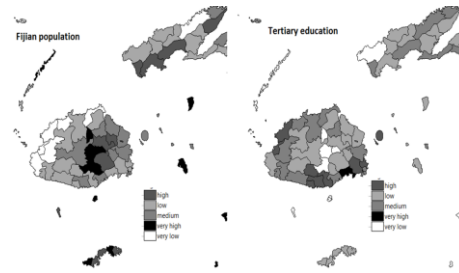 Fijian population
high
low
medium
very high
very low
Tertiary education
high
low
medium
very high
very low